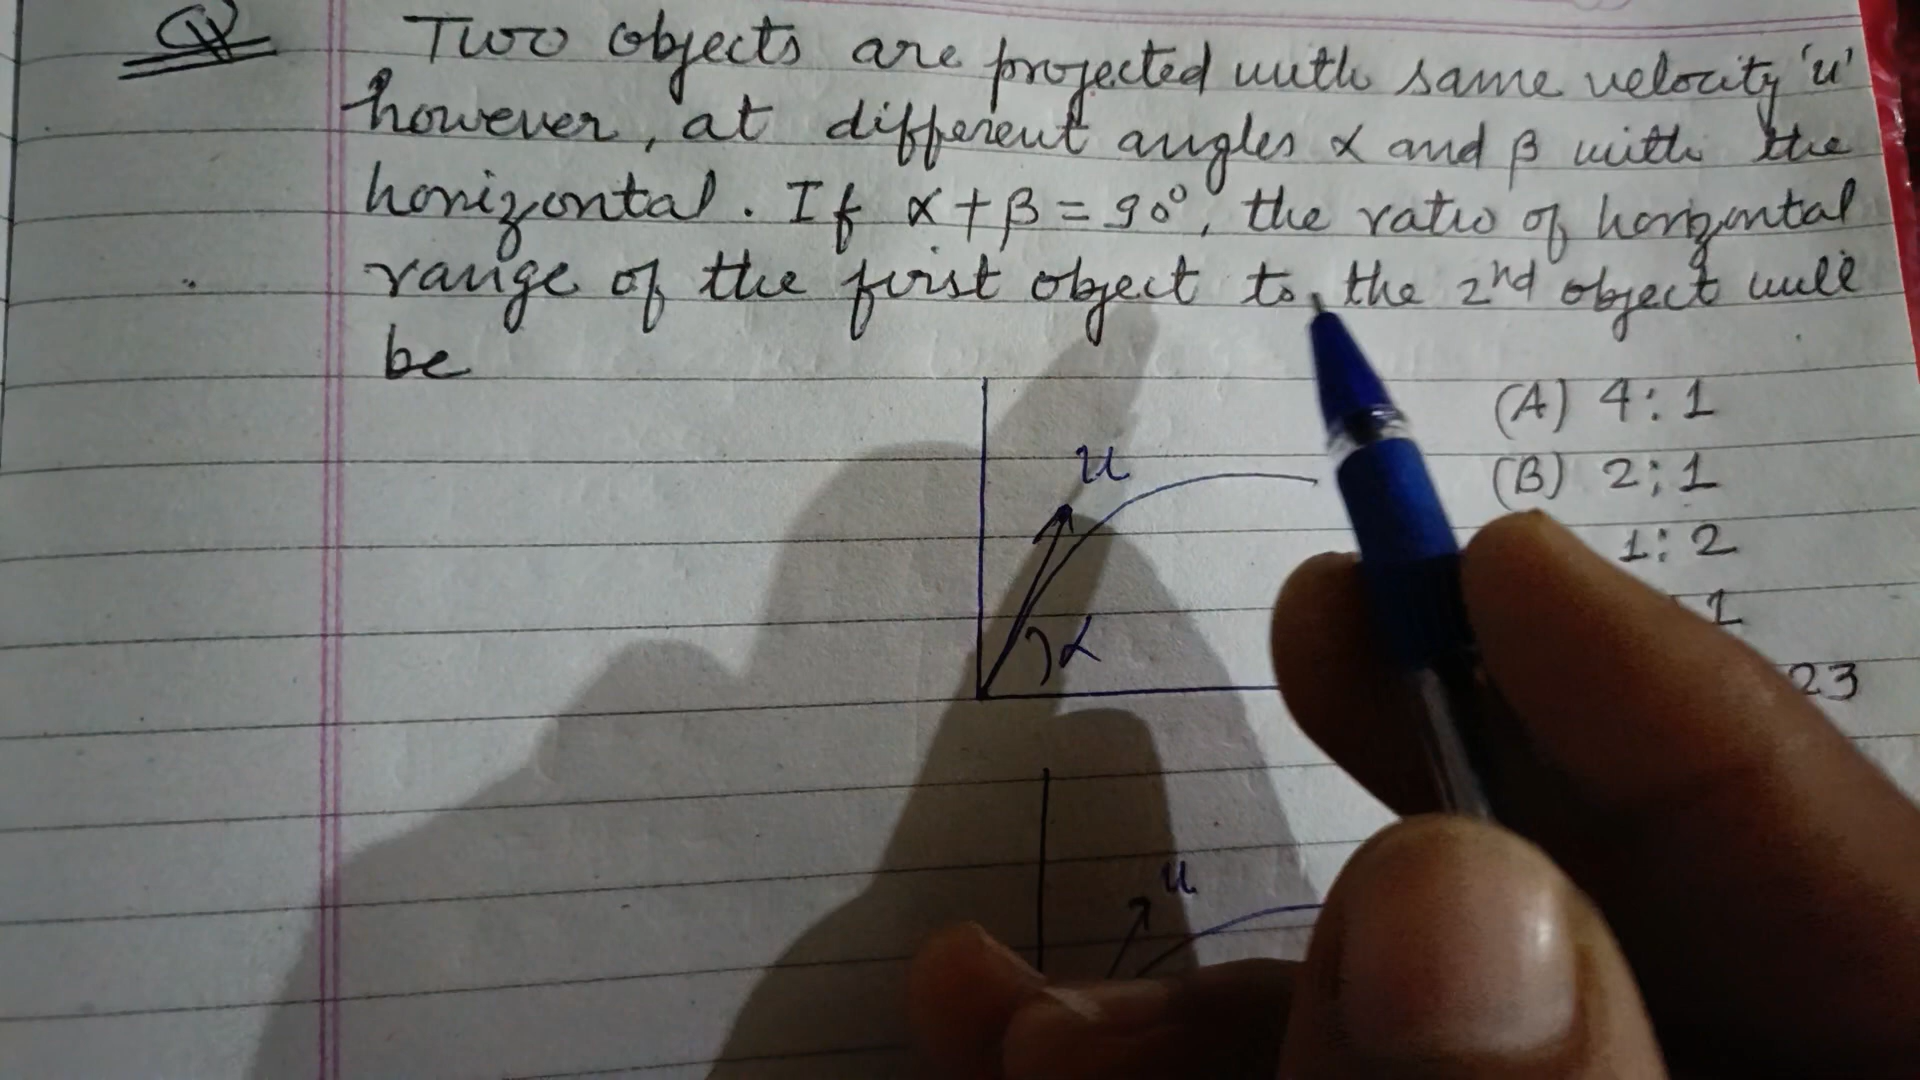 Q
Two objects are projected with same velocity 'u'
however, at different angles α and β with the
horizontal. If α+β=90°, the ratio of horizontal
range of the first object to the 2nd object will
be
(A) 4:1
u
(B) 2:1
1:2
1
α
23
u